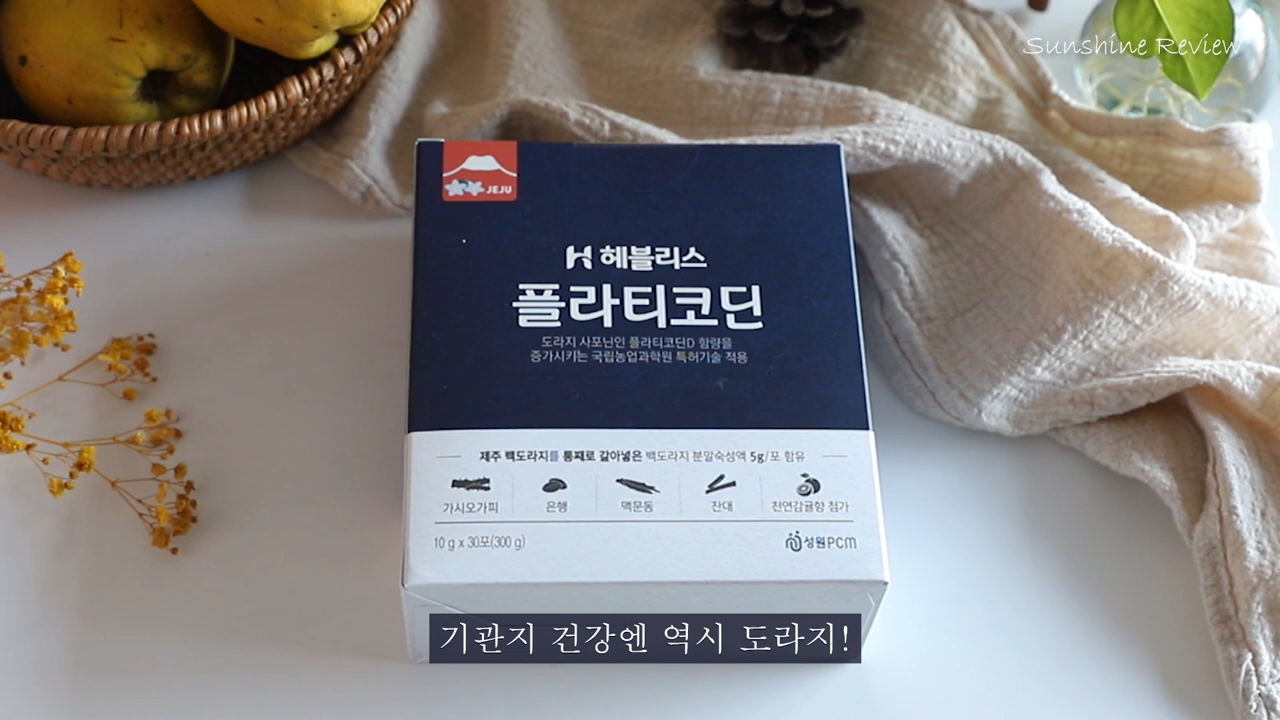 Sunshine Review
JEJU
헤블리스
플라티코딘
도라지 사포닌인 플라티코딘D 함량을
증가시키는 국립농업과학원 특허기술 적용
제주 백도라지를 통째로 갈아넣은 백도라지 분말숙성액 5g/포 함유
가시오가피 은행 맥문동 잔대 천연감귤향 첨가
10 g x 30포(300 g)
성원PCM
기관지 건강엔 역시 도라지!